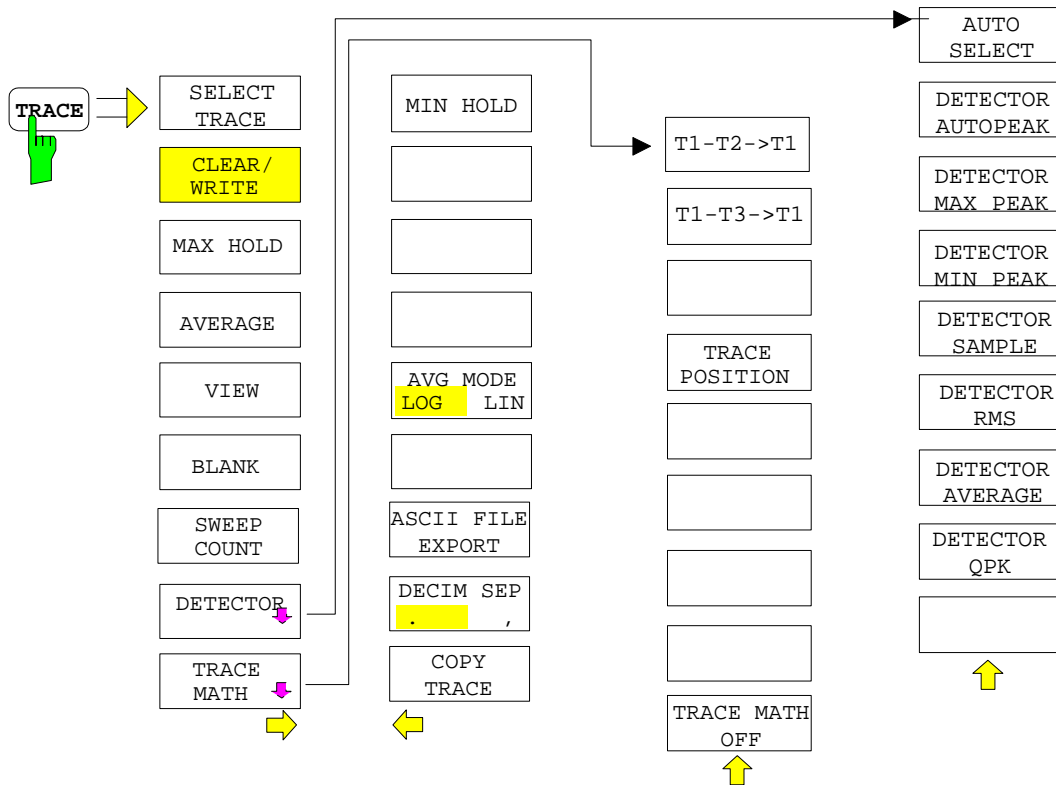 TRACE
SELECT
TRACE
CLEAR/
WRITE
MAX HOLD
AVERAGE
VIEW
BLANK
SWEEP
COUNT
DETECTOR
TRACE
MATH
MIN HOLD
AVG MODE
LOG LIN
ASCII FILE
EXPORT
DECIM SEP
. ,
COPY
TRACE
T1-T2->T1
T1-T3->T1
TRACE
POSITION
TRACE MATH
OFF
AUTO
SELECT
DETECTOR
AUTOPEAK
DETECTOR
MAX PEAK
DETECTOR
MIN PEAK
DETECTOR
SAMPLE
DETECTOR
RMS
DETECTOR
AVERAGE
DETECTOR
QPK